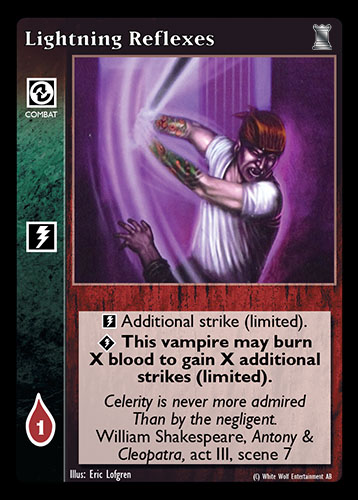 Lightning Reflexes
COMBAT
Additional strike (limited).
This vampire may burn
X blood to gain X additional
strikes (limited).
Celerity is never more admired
Than by the negligent.
William Shakespeare, Antony &
Cleopatra, act III, scene 7
1
Illus: Eric Lofgren
(C) White Wolf Entertainment AB